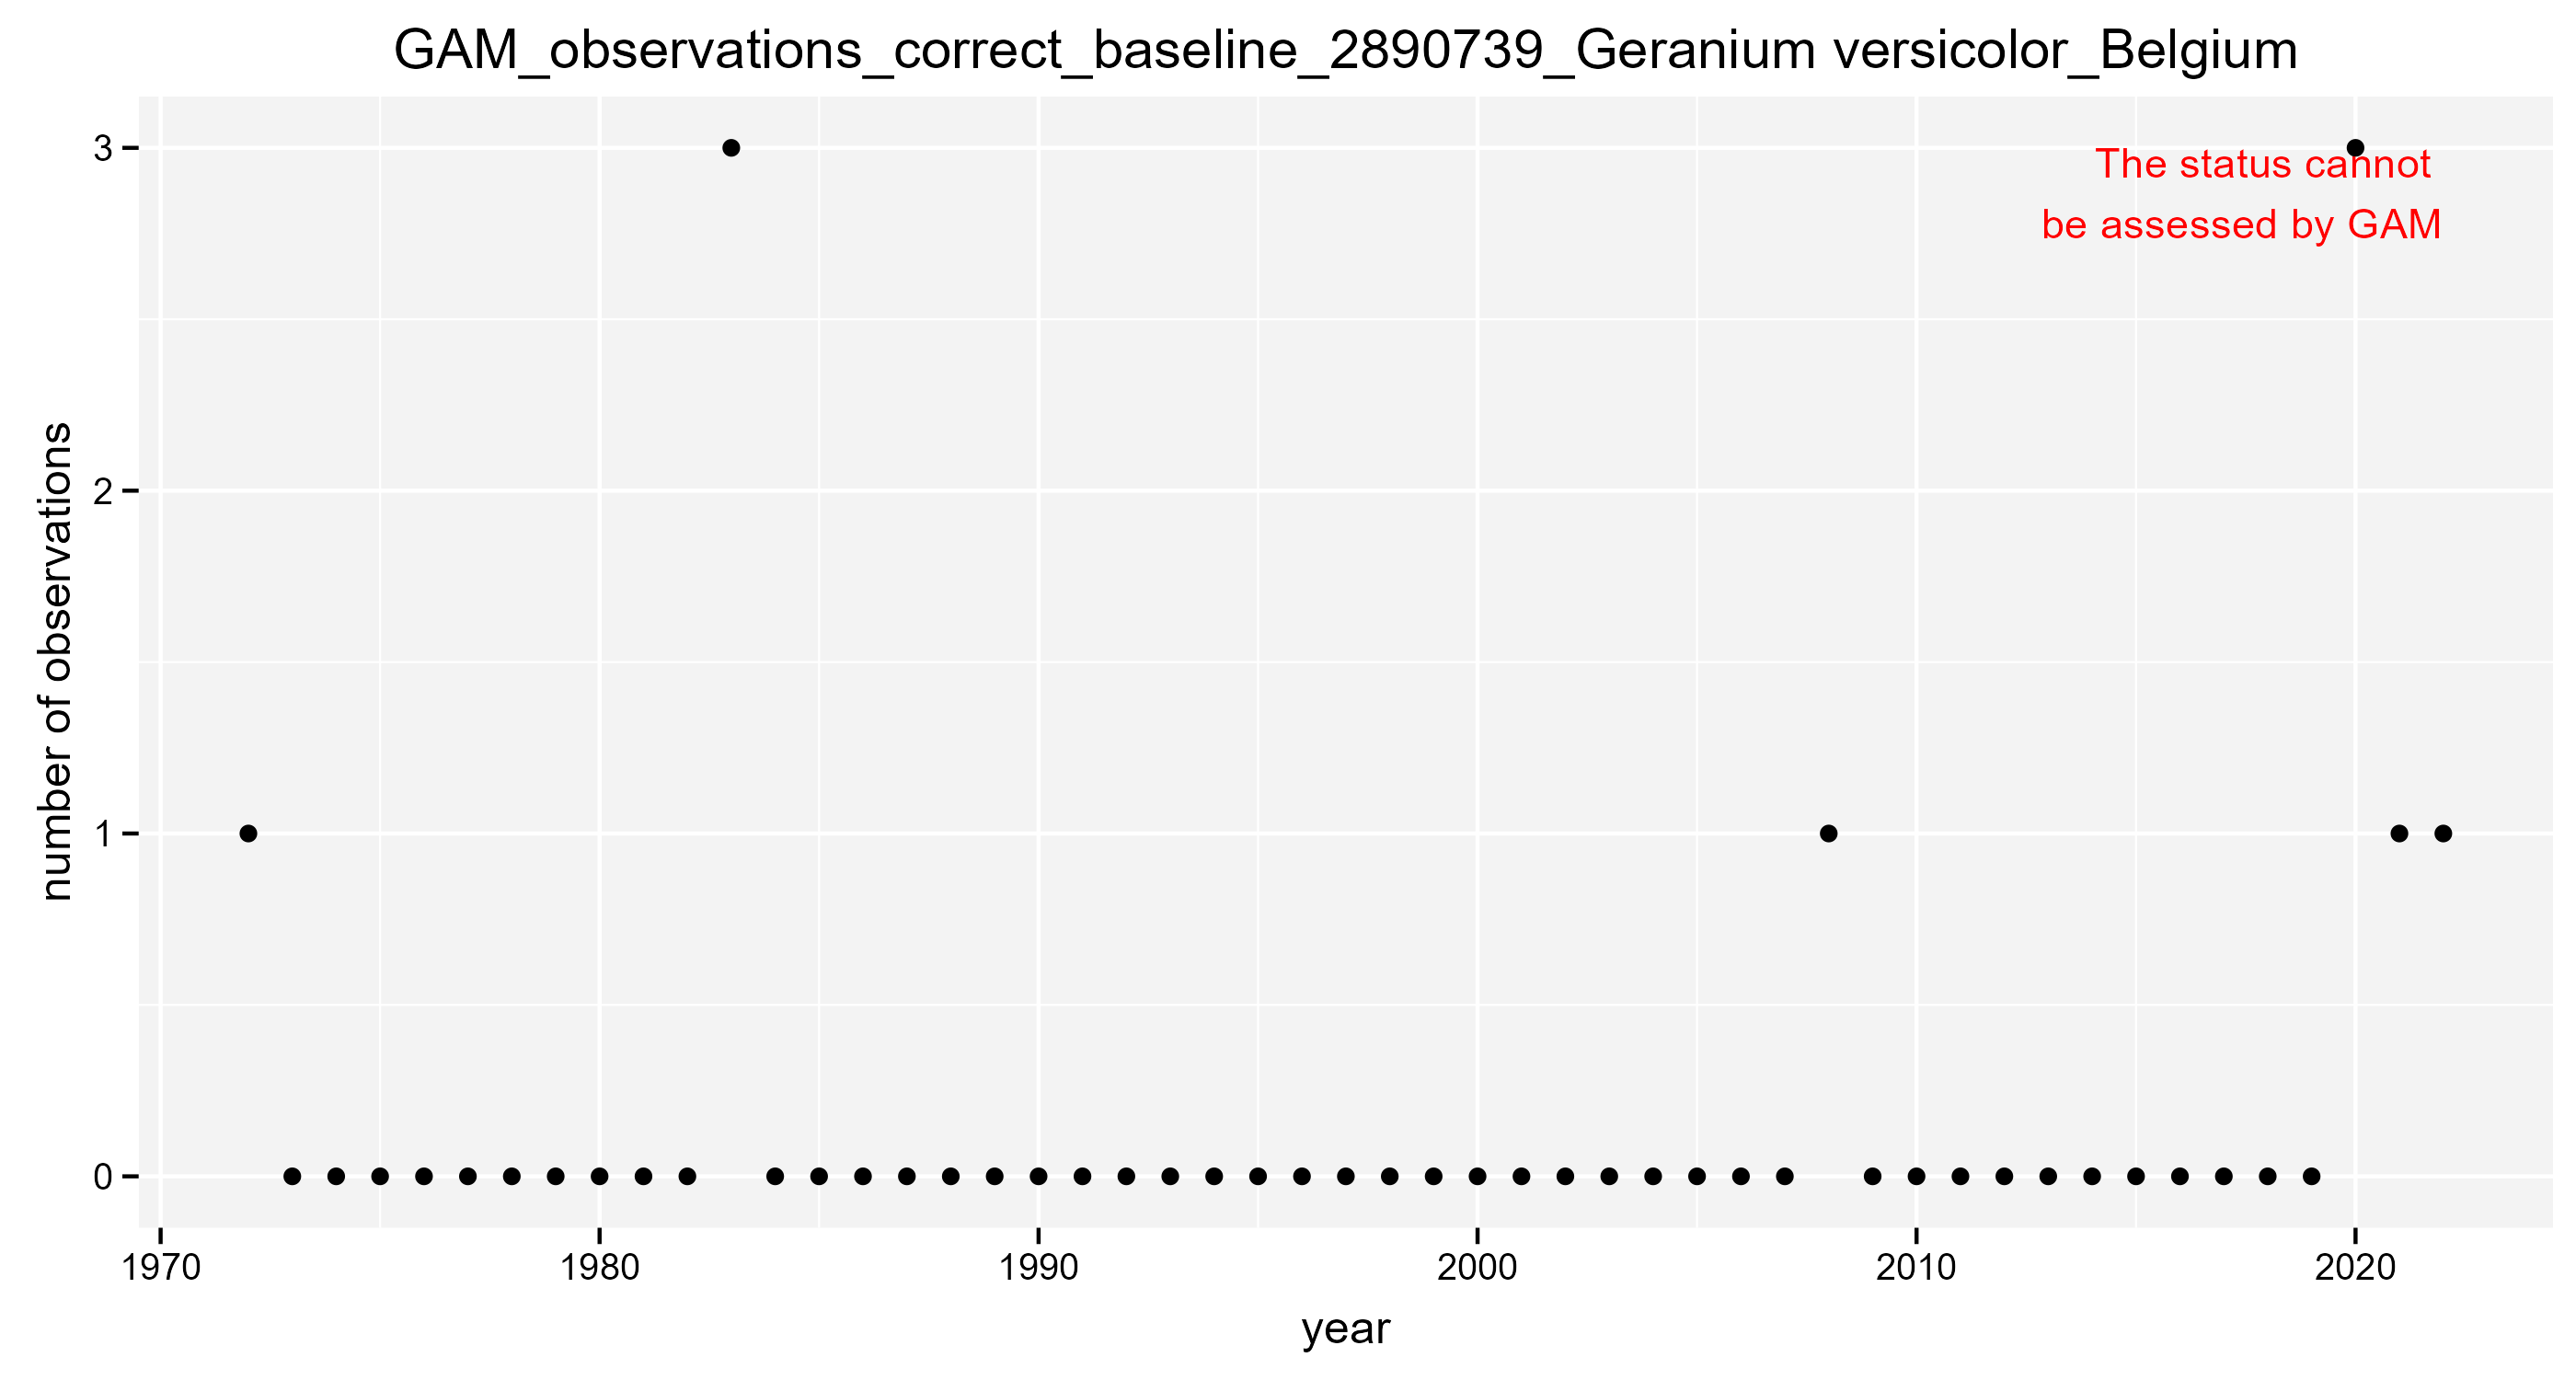 GAM_observations_correct_baseline_2890739_Geranium versicolor_Belgium
The status cannot
be assessed by GAM
number of observations
3
2
1
0
1970 1980 1990 2000 2010 2020
year